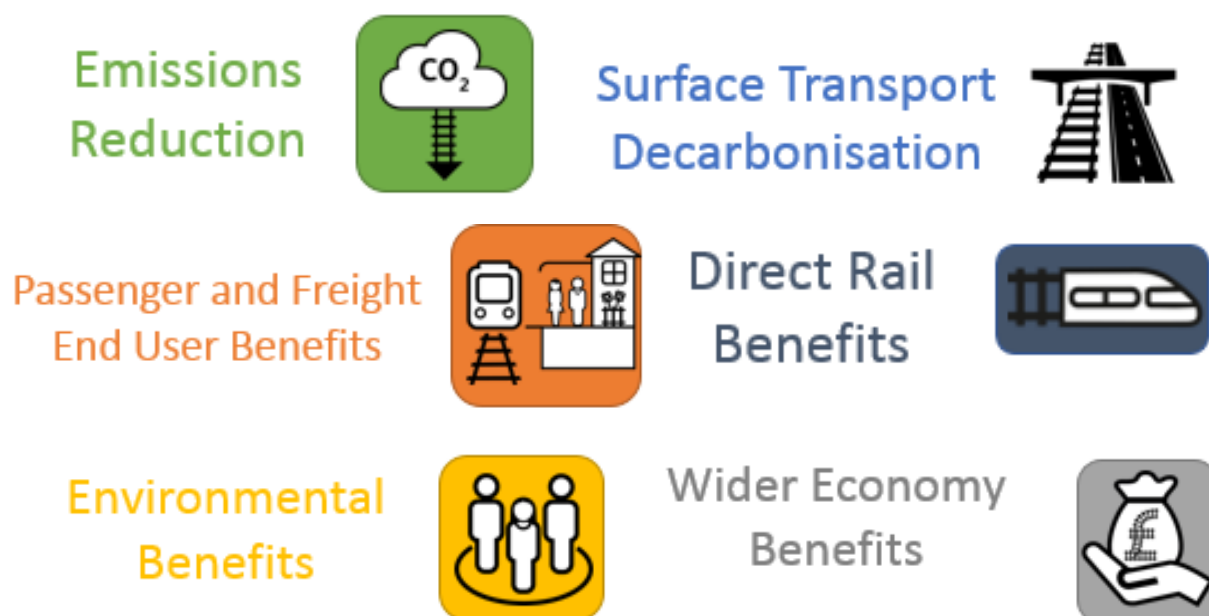 Emissions
Reduction
CO2
Surface Transport
Decarbonisation
Passenger and Freight
End User Benefits
Direct Rail
Benefits
Environmental
Benefits
Wider Economy
Benefits
£